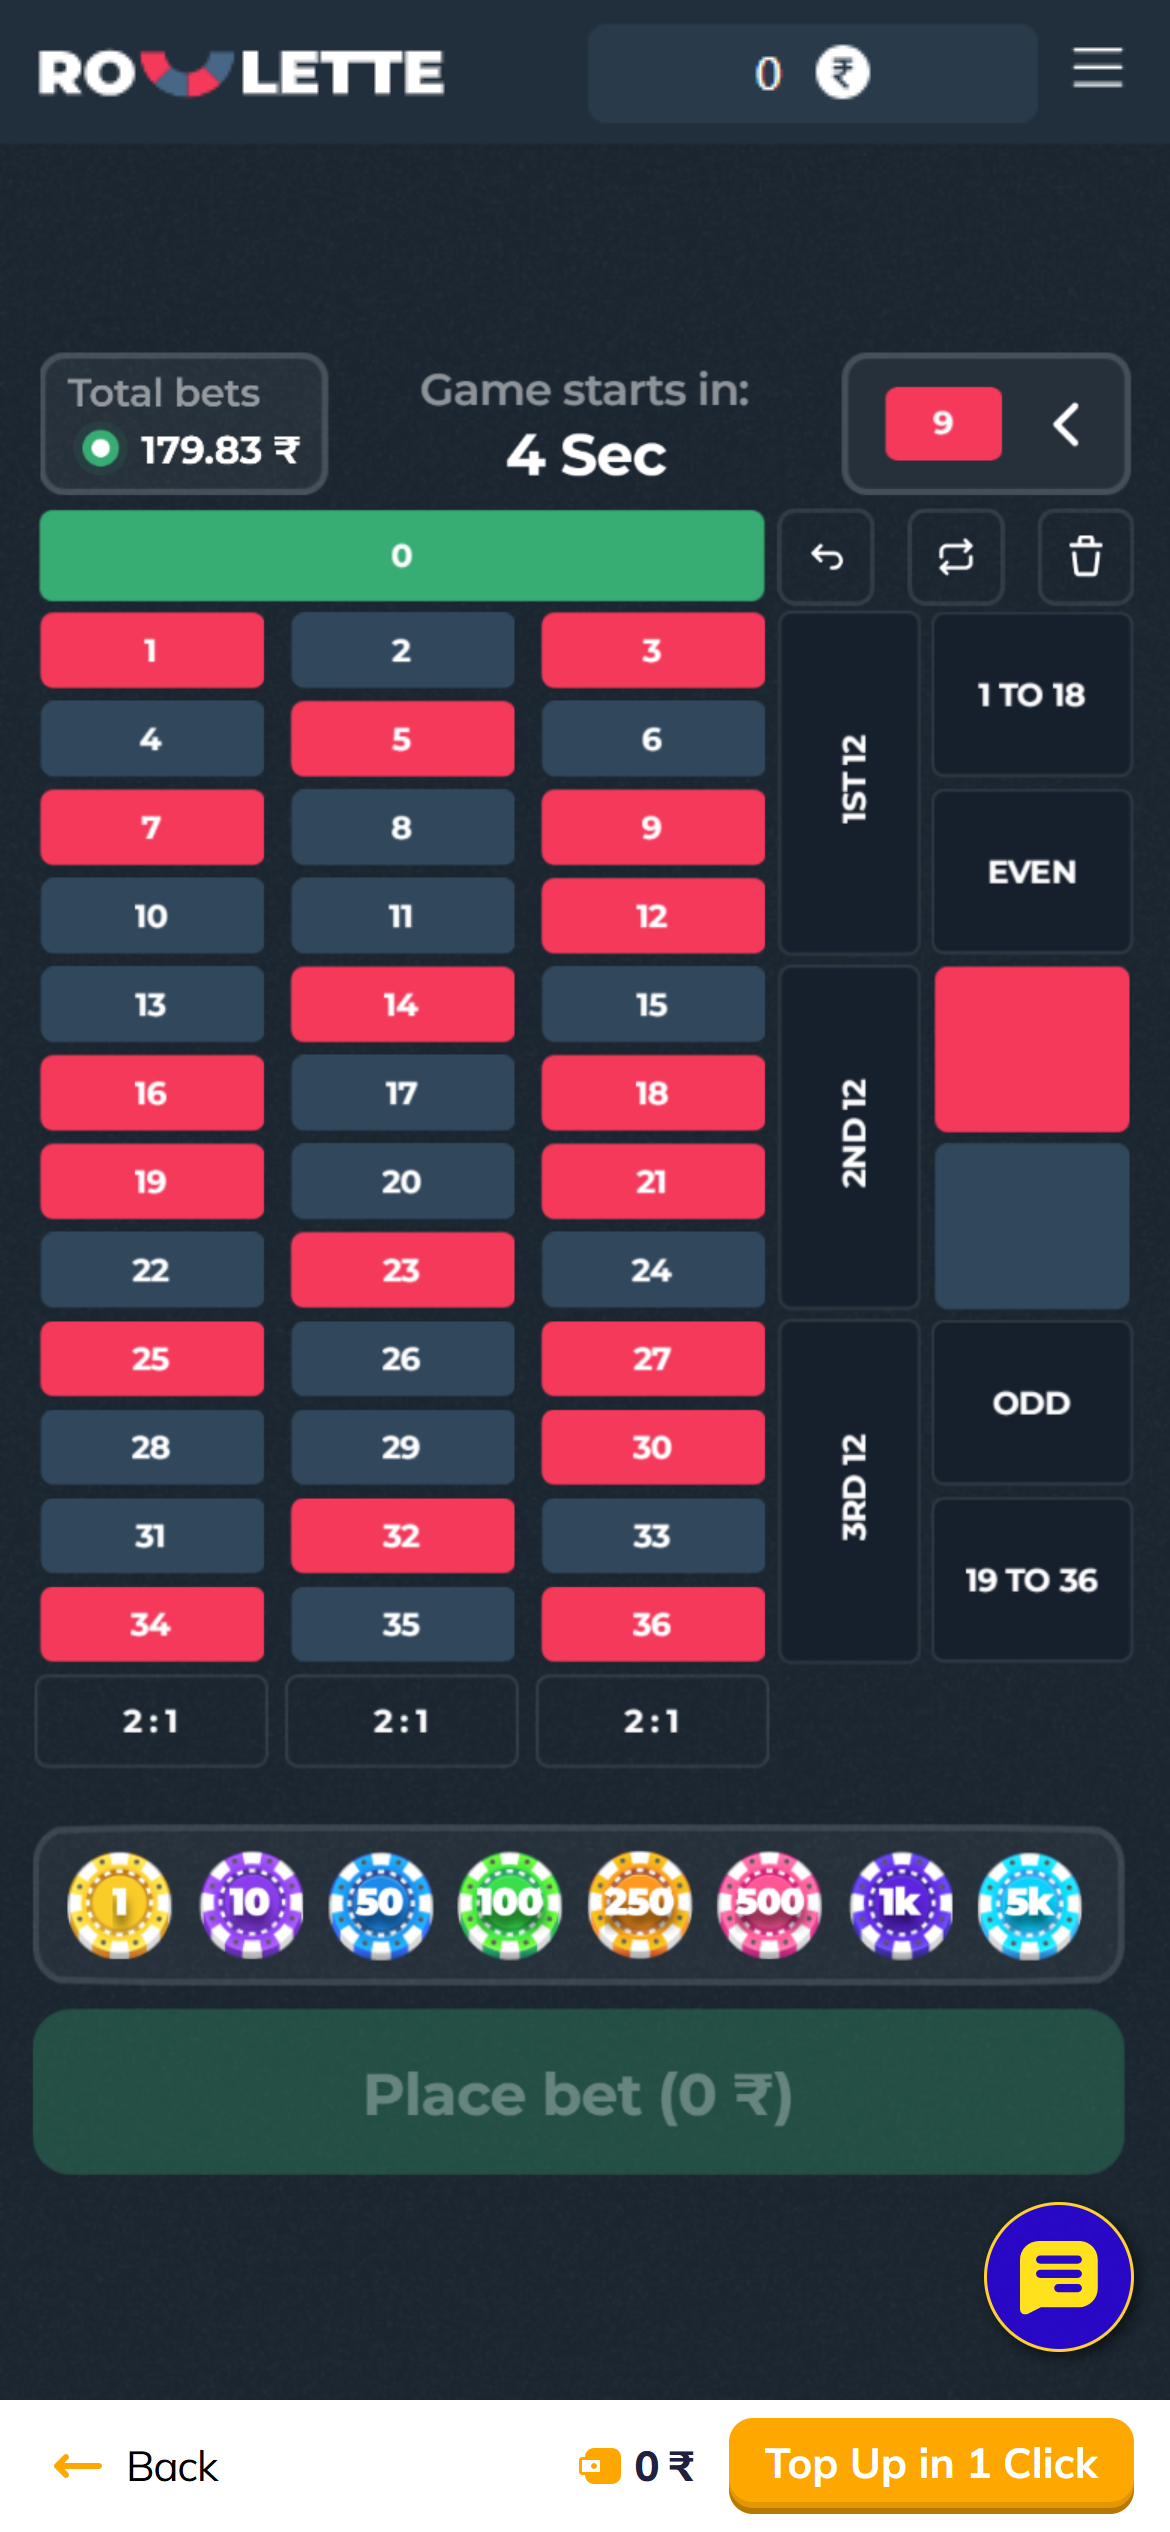 ROULETTE
0 ₹
Total bets
179.83 ₹
Game starts in:
4 Sec
9
0
1 2 3
4 5 6
7 8 9
10 11 12
13 14 15
16 17 18
19 20 21
22 23 24
25 26 27
28 29 30
31 32 33
34 35 36
2:1 2:1 2:1
1ST 12
2ND 12
3RD 12
1 TO 18
EVEN
ODD
19 TO 36
1 10 50 100 250 500 1k 5k
Place bet (0 ₹)
Back
0 ₹
Top Up in 1 Click